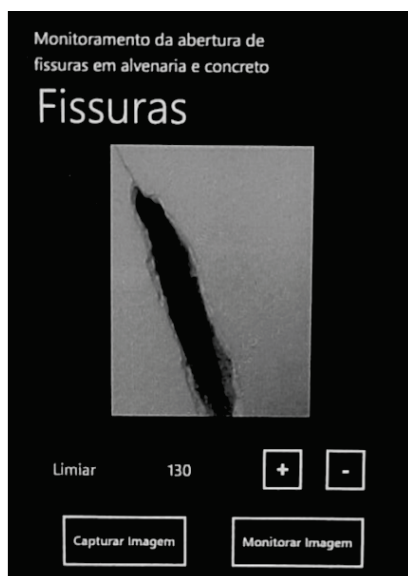 Monitoramento da abertura de
fissuras em alvenaria e concreto
Fissuras
Limiar 130 + -
Capturar Imagem Monitorar Imagem